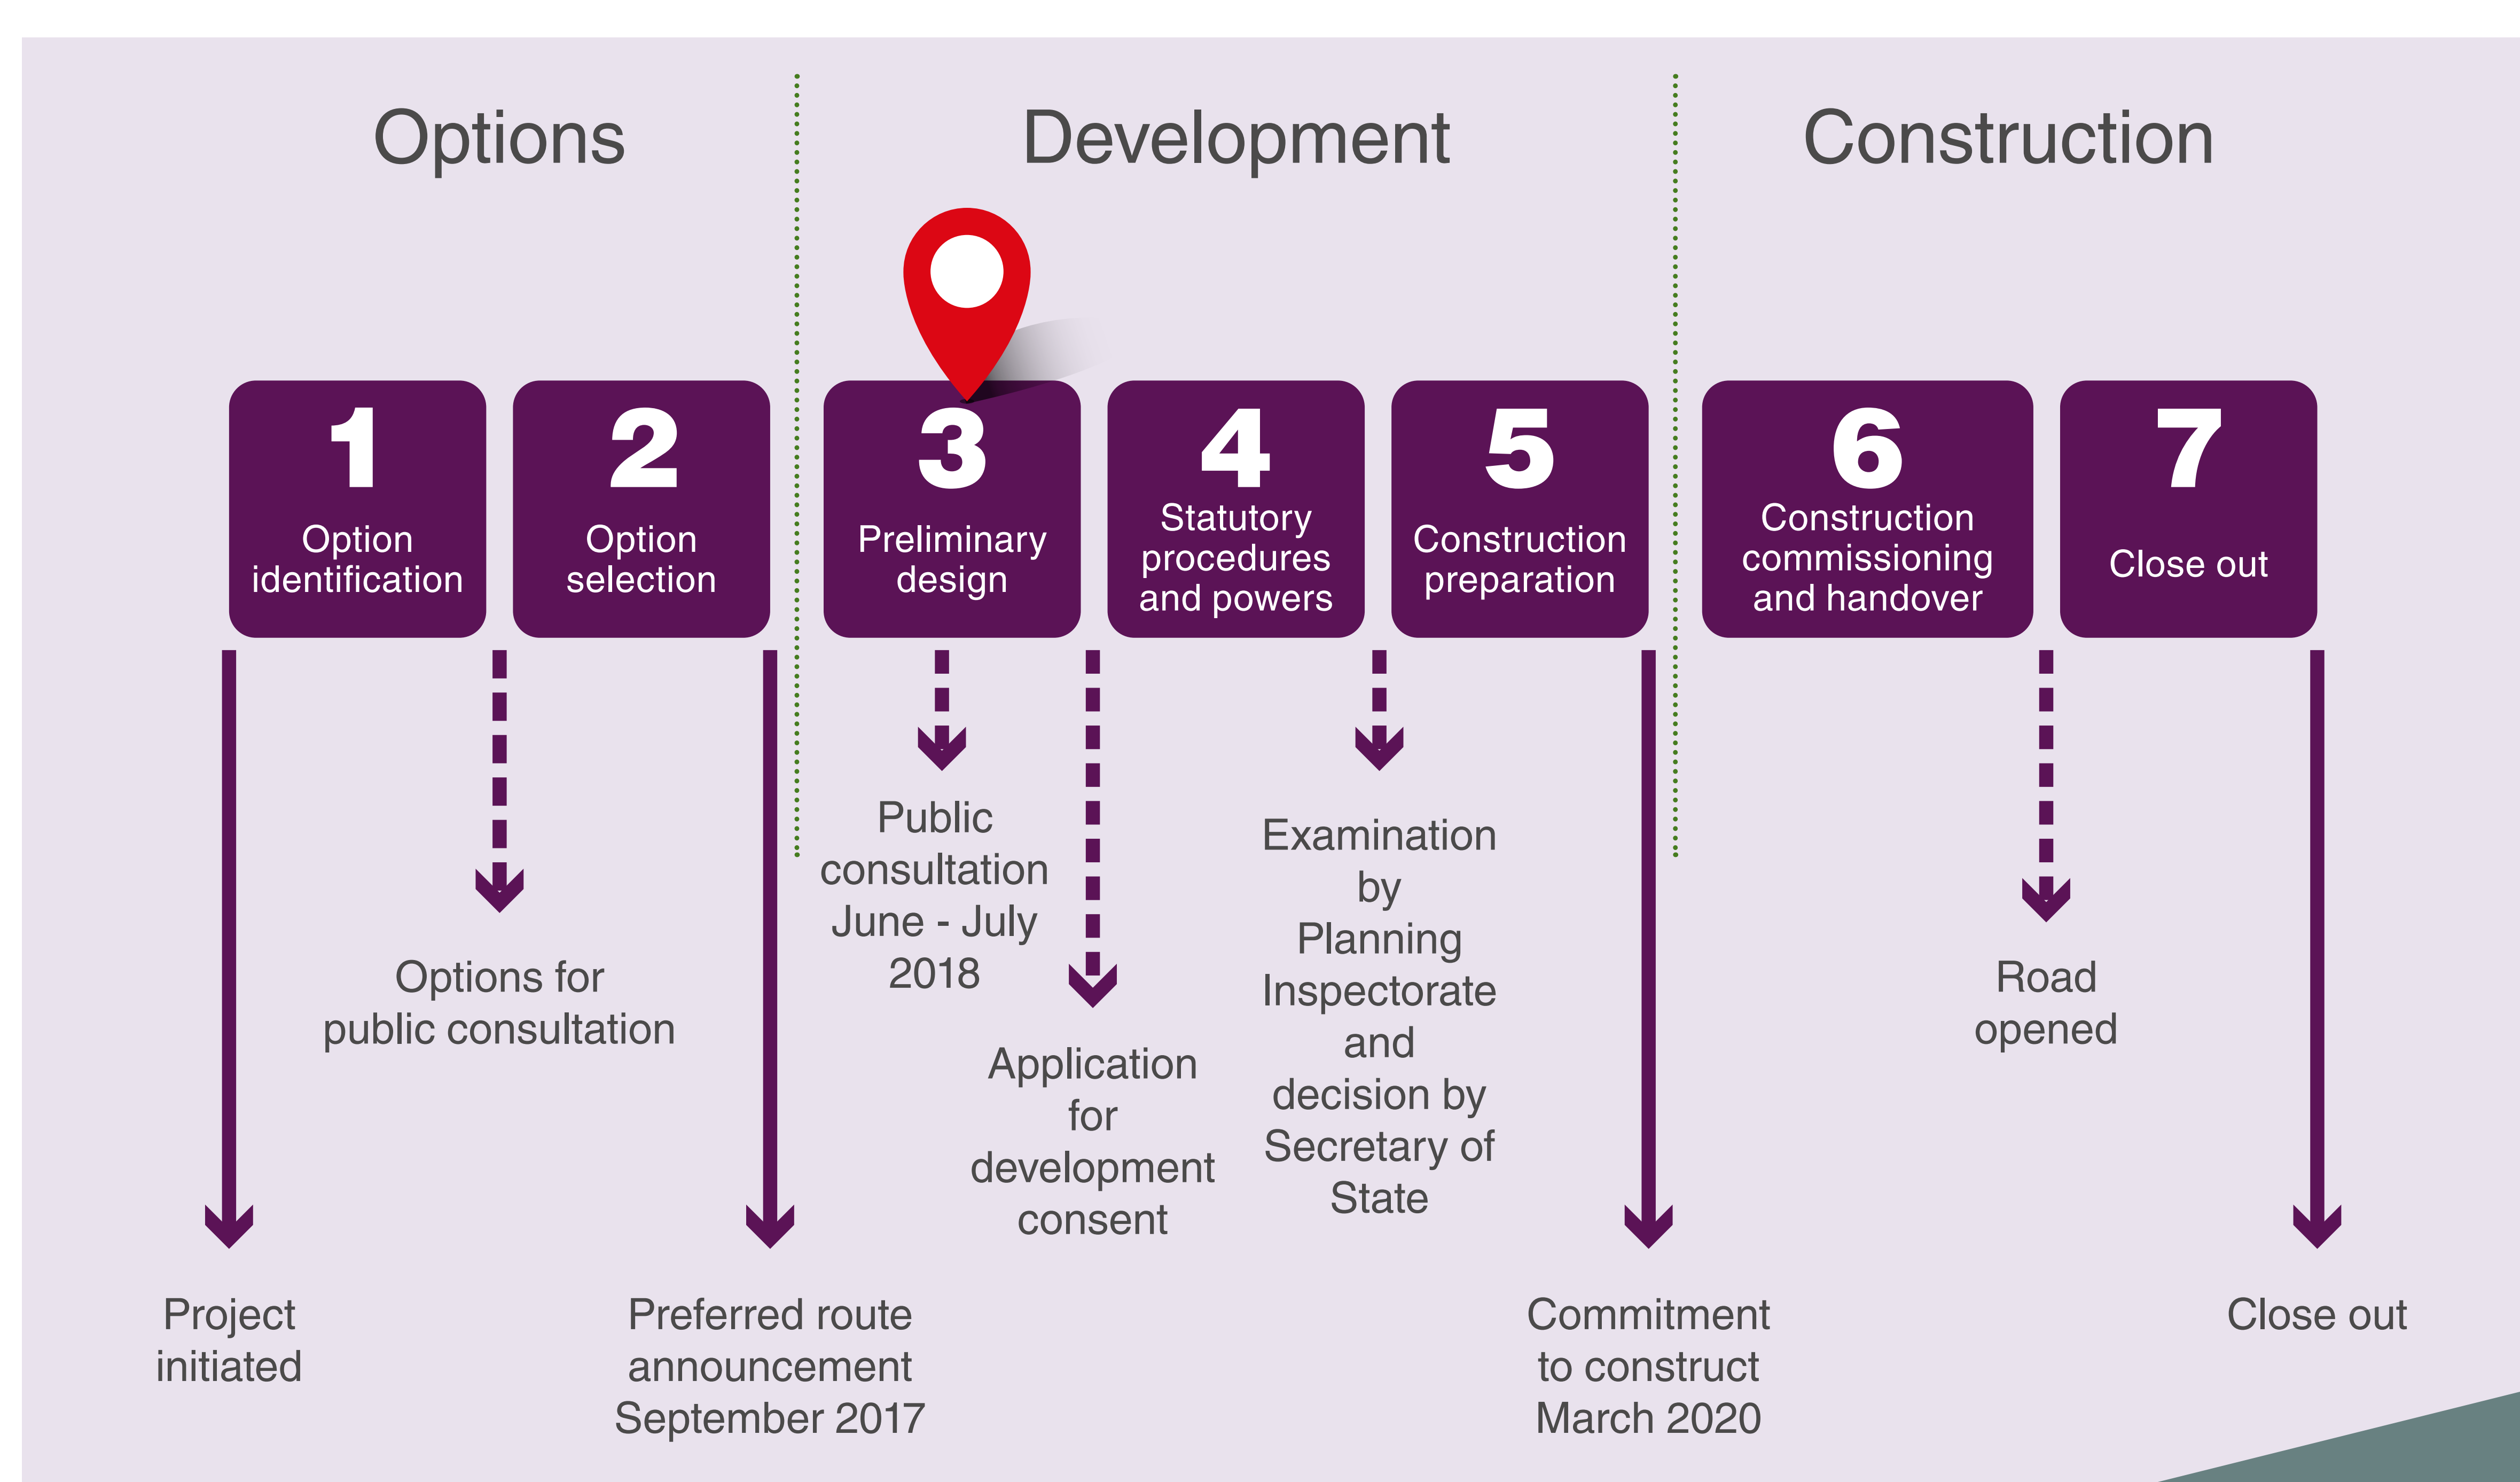 Options
Development
Construction
1
Option
identification
2
Option
selection
3
Preliminary
design
4
Statutory
procedures
and powers
5
Construction
preparation
6
Construction
commissioning
and handover
7
Close out
Project
initiated
Options for
public consultation
Preferred route
announcement
September 2017
Public
consultation
June - July
2018
Application
for
development
consent
Examination
by
Planning
Inspectorate
and
decision by
Secretary of
State
Commitment
to construct
March 2020
Road
opened
Close out